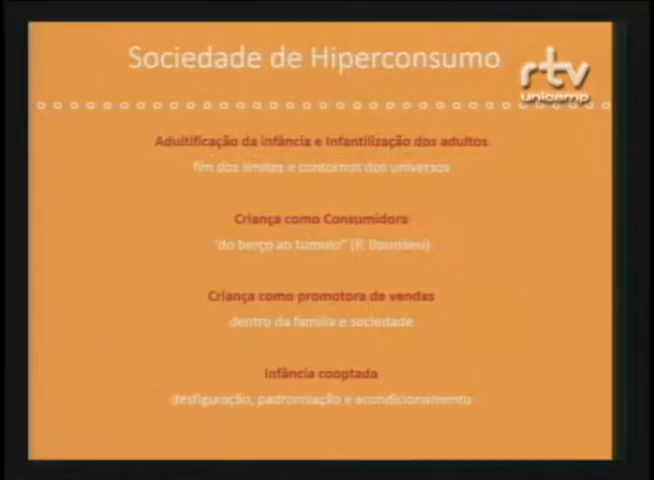 Sociedade de Hiperconsumo
rtv
unicamp
Adultificação da infância e Infantilização dos adultos
fim dos limites e contornos dos universos
Criança como Consumidora
"do berço ao túmulo" (P. Bourdieu)
Criança como promotora de vendas
dentro da família e sociedade
Infância cooptada
desfiguração, padronização e acondicionamento